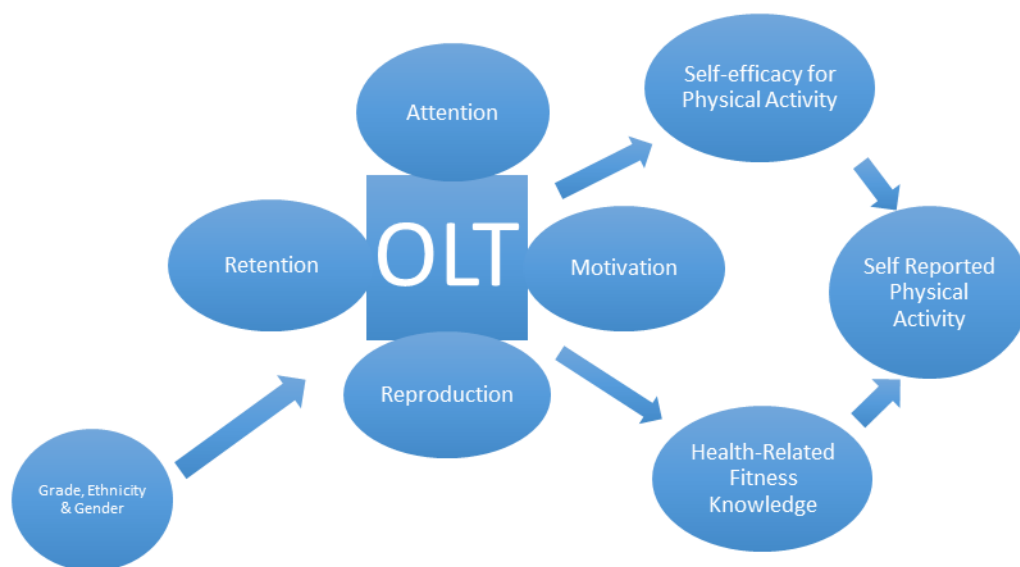 Attention
Self-efficacy for
Physical Activity
Retention
OLT
Motivation
Self Reported
Physical
Activity
Reproduction
Grade, Ethnicity
& Gender
Health-Related
Fitness
Knowledge